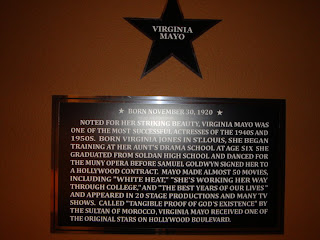 VIRGINIA
MAYO
★ BORN NOVEMBER 30, 1920 ★
NOTED FOR HER STRIKING BEAUTY, VIRGINIA MAYO WAS
ONE OF THE MOST SUCCESSFUL ACTRESSES OF THE 1940S AND
1950S. BORN VIRGINIA JONES IN ST.LOUIS, SHE BEGAN
TRAINING AT HER AUNT'S DRAMA SCHOOL AT AGE SIX SHE
GRADUATED FROM SOLDAN HIGH SCHOOL AND DANCED FOR
THE MUNY OPERA BEFORE SAMUEL GOLDWYN SIGNED HER TO
A HOLLYWOOD CONTRACT. MAYO MADE ALMOST 50 MOVIES,
INCLUDING "WHITE HEAT," "SHE'S WORKING HER WAY
THROUGH COLLEGE," AND "THE BEST YEARS OF OUR LIVES"
AND APPEARED IN 20 STAGE PRODUCTIONS AND MANY TV
SHOWS. CALLED "TANGIBLE PROOF OF GOD'S EXISTENCE" BY
THE SULTAN OF MOROCCO, VIRGINIA MAYO RECEIVED ONE OF
THE ORIGINAL STARS ON HOLLYWOOD BOULEVARD.